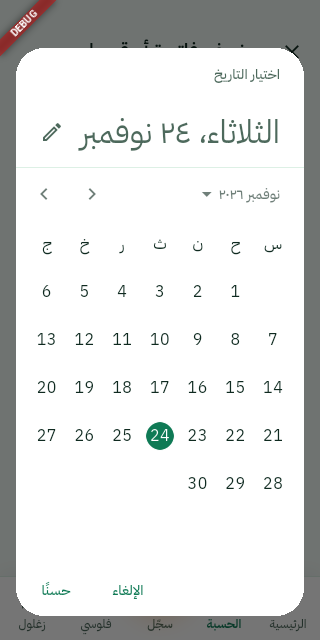 DEBUG
اختيار التاريخ
الثلاثاء، ٢٤ نوفمبر
نوفمبر ٢٠٢٦
س ح ن ث ر خ ج
1 2 3 4 5 6
7 8 9 10 11 12 13
14 15 16 17 18 19 20
21 22 23 24 25 26 27
28 29 30
الإلغاء حسنًا
الرئيسية الحسبة سجّل فلوسي زغلول